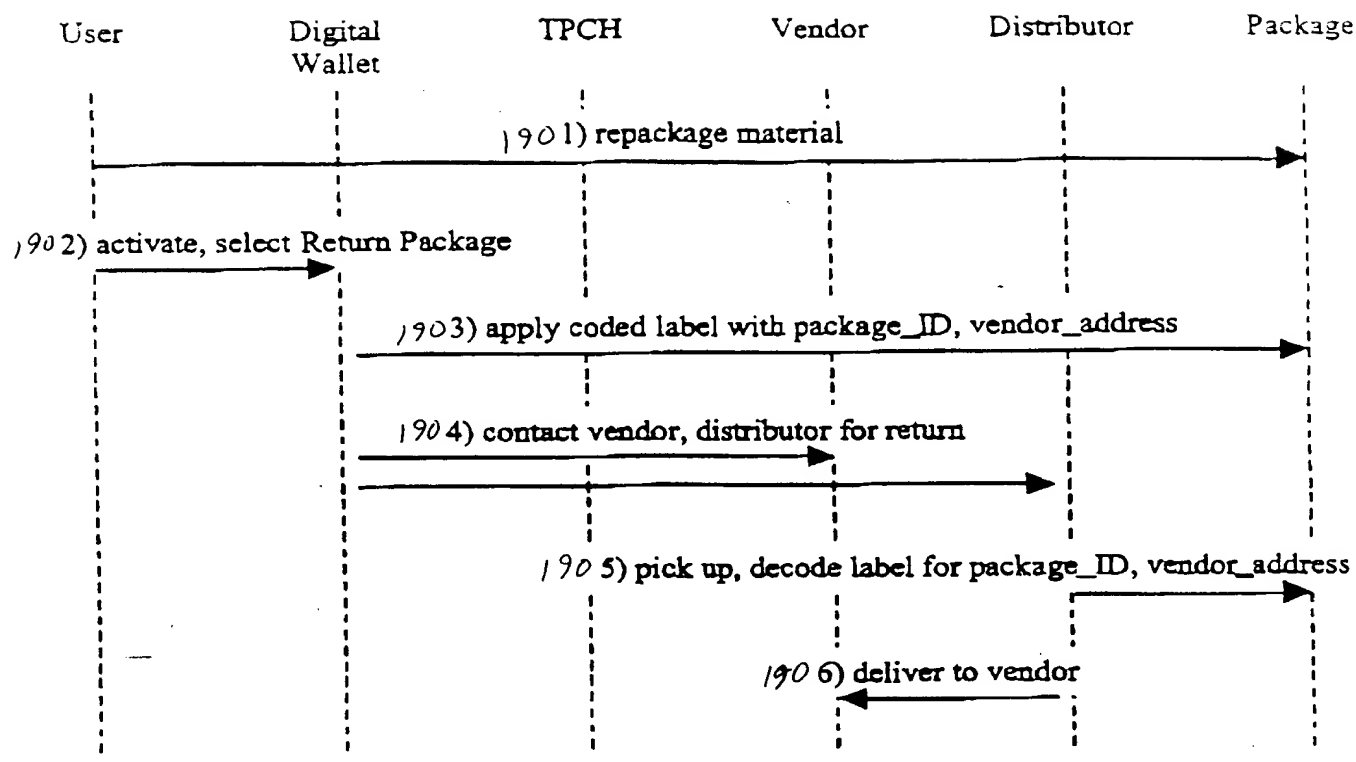 User Digital Wallet TPCH Vendor Distributor Package
1901) repackage material
1902) activate, select Return Package
1903) apply coded label with package_ID, vendor_address
1904) contact vendor, distributor for return
1905) pick up, decode label for package_ID, vendor_address
1906) deliver to vendor